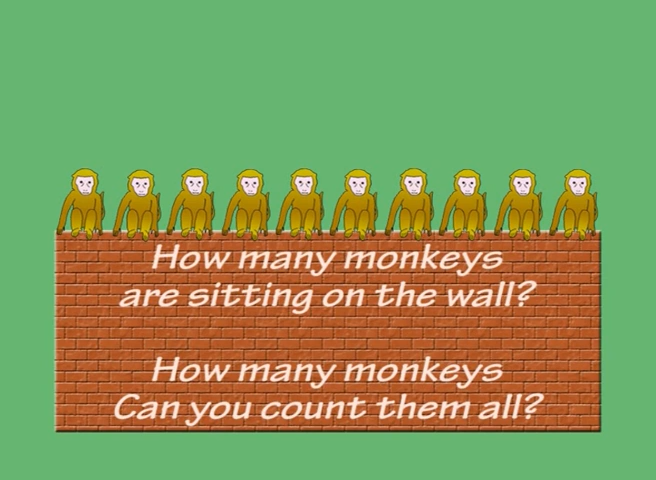 How many monkeys
are sitting on the wall?
How many monkeys
Can you count them all?